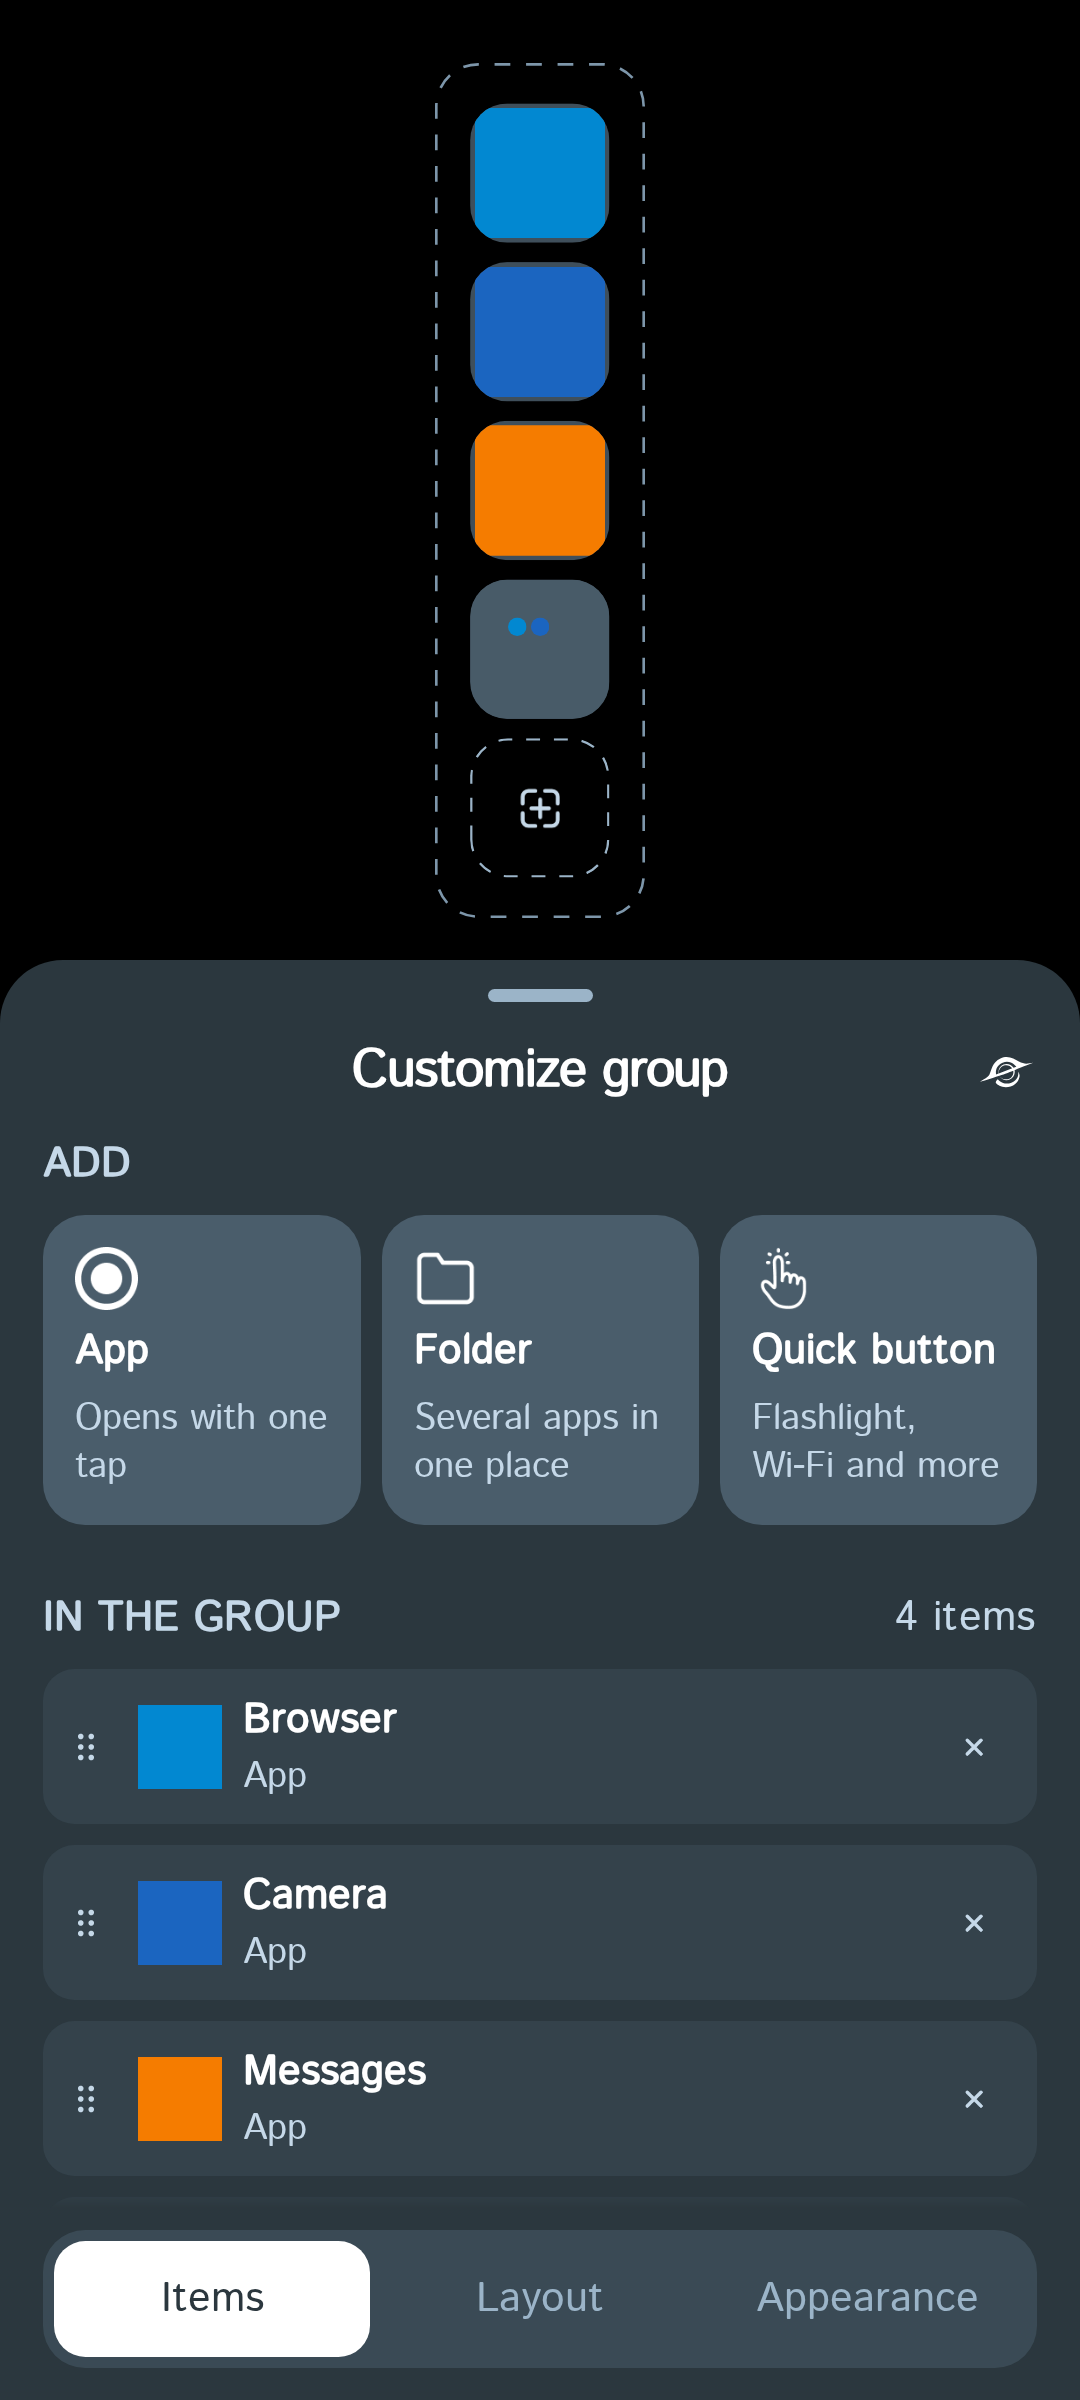 Customize group
ADD
App
Opens with one
tap
Folder
Several apps in
one place
Quick button
Flashlight,
Wi-Fi and more
IN THE GROUP
4 items
Browser
App
Camera
App
Messages
App
Items
Layout
Appearance